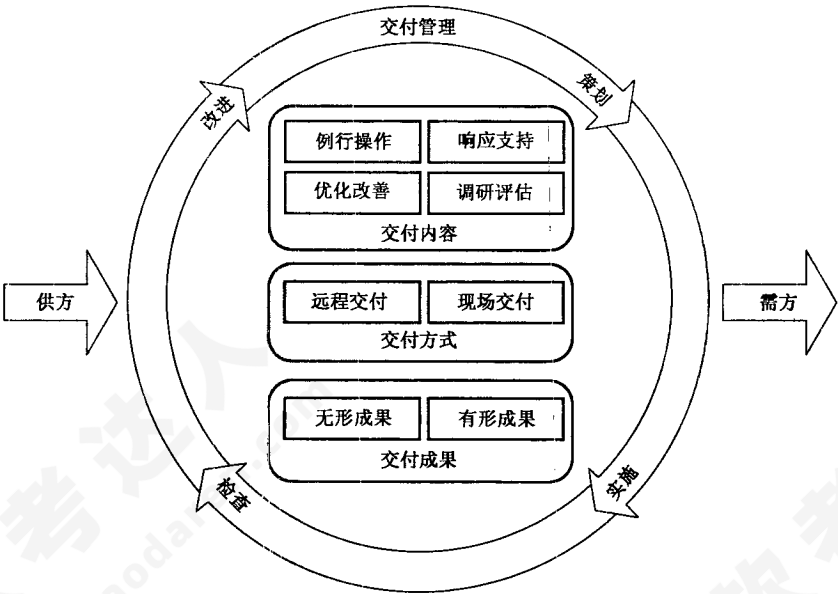 交付管理
改进
策划
例行操作 响应支持
优化改善 调研评估
交付内容
供方
远程交付 现场交付
交付方式
需方
无形成果 有形成果
交付成果
检查
实施